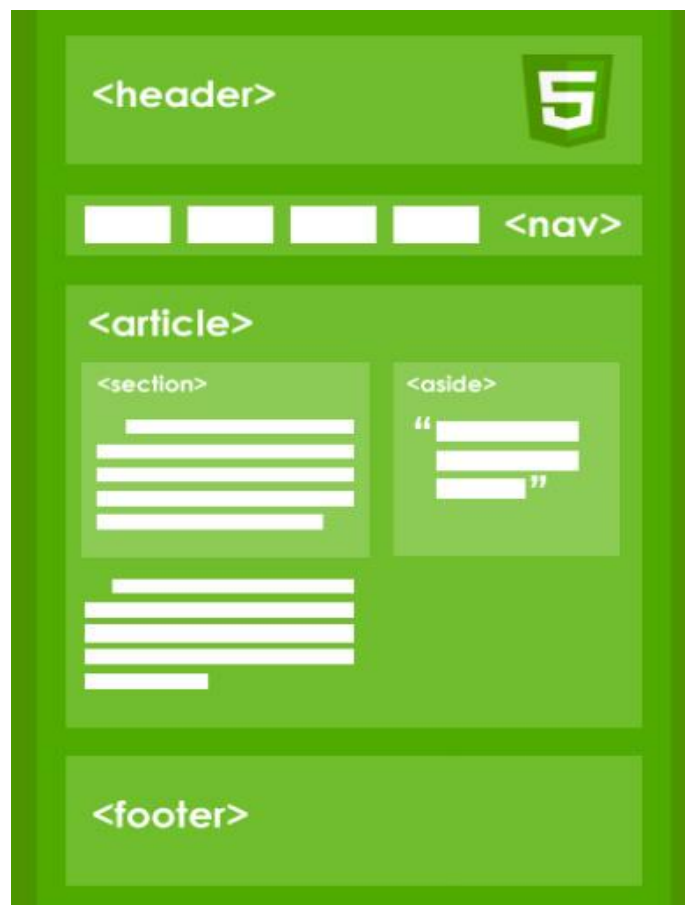 <header>
5
<nav>
<article>
<section>
<aside>
“
”
<footer>